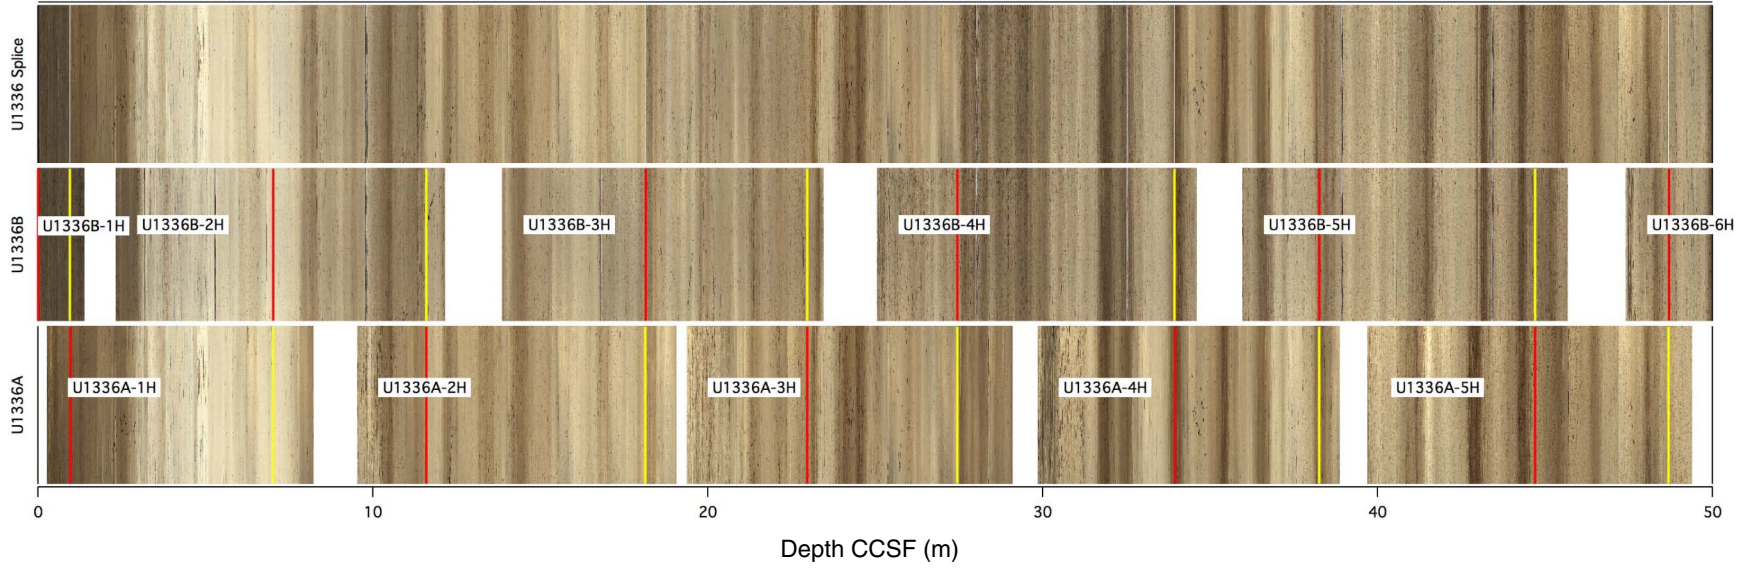 U1336 Splice
U1336B
U1336B-1H
U1336B-2H
U1336B-3H
U1336B-4H
U1336B-5H
U1336B-6H
U1336A
U1336A-1H
U1336A-2H
U1336A-3H
U1336A-4H
U1336A-5H
0 10 20 30 40 50
Depth CCSF (m)